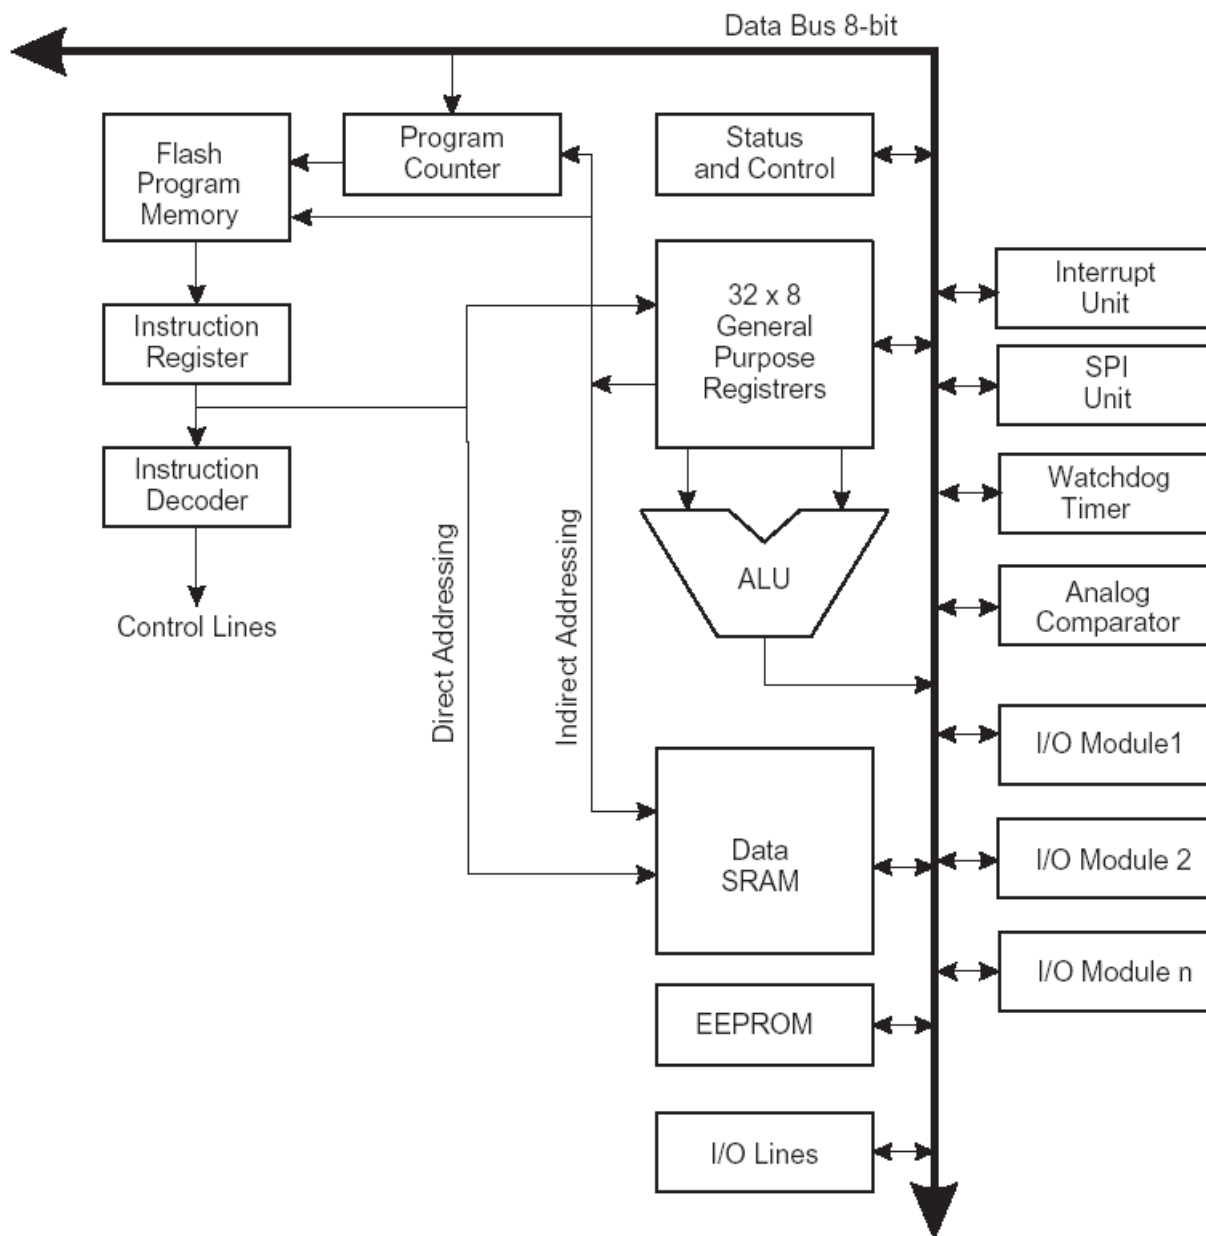 Data Bus 8-bit
Flash
Program
Memory
Program
Counter
Status
and Control
32 x 8
General
Purpose
Registrers
Interrupt
Unit
Instruction
Register
SPI
Unit
Instruction
Decoder
Watchdog
Timer
Control Lines
Direct Addressing
Indirect Addressing
ALU
Analog
Comparator
I/O Module1
Data
SRAM
I/O Module 2
I/O Module n
EEPROM
I/O Lines